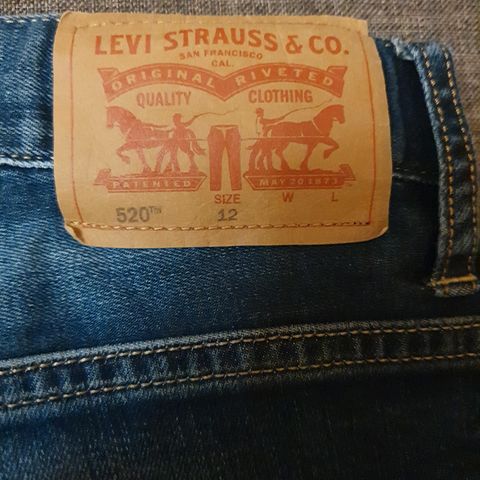 LEVI STRAUSS & CO.
SAN FRANCISCO
CAL.
ORIGINAL RIVETED
QUALITY CLOTHING
PATENTED MAY 20 1873
SIZE W L
520™ 12